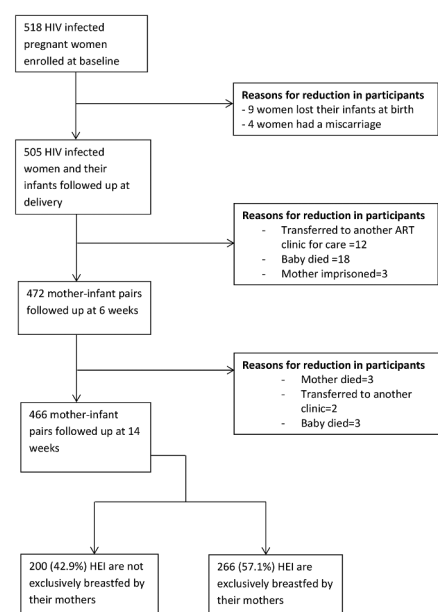 518 HIV infected
pregnant women
enrolled at baseline
Reasons for reduction in participants
- 9 women lost their infants at birth
- 4 women had a miscarriage
505 HIV infected
women and their
infants followed up at
delivery
Reasons for reduction in participants
- Transferred to another ART
clinic for care =12
- Baby died =18
- Mother imprisoned=3
472 mother-infant pairs
followed up at 6 weeks
Reasons for reduction in participants
- Mother died=3
- Transferred to another
clinic=2
- Baby died=3
466 mother-infant
pairs followed up at 14
weeks
200 (42.9%) HEI are not
exclusively breastfed by
their mothers
266 (57.1%) HEI are
exclusively breastfed by
their mothers